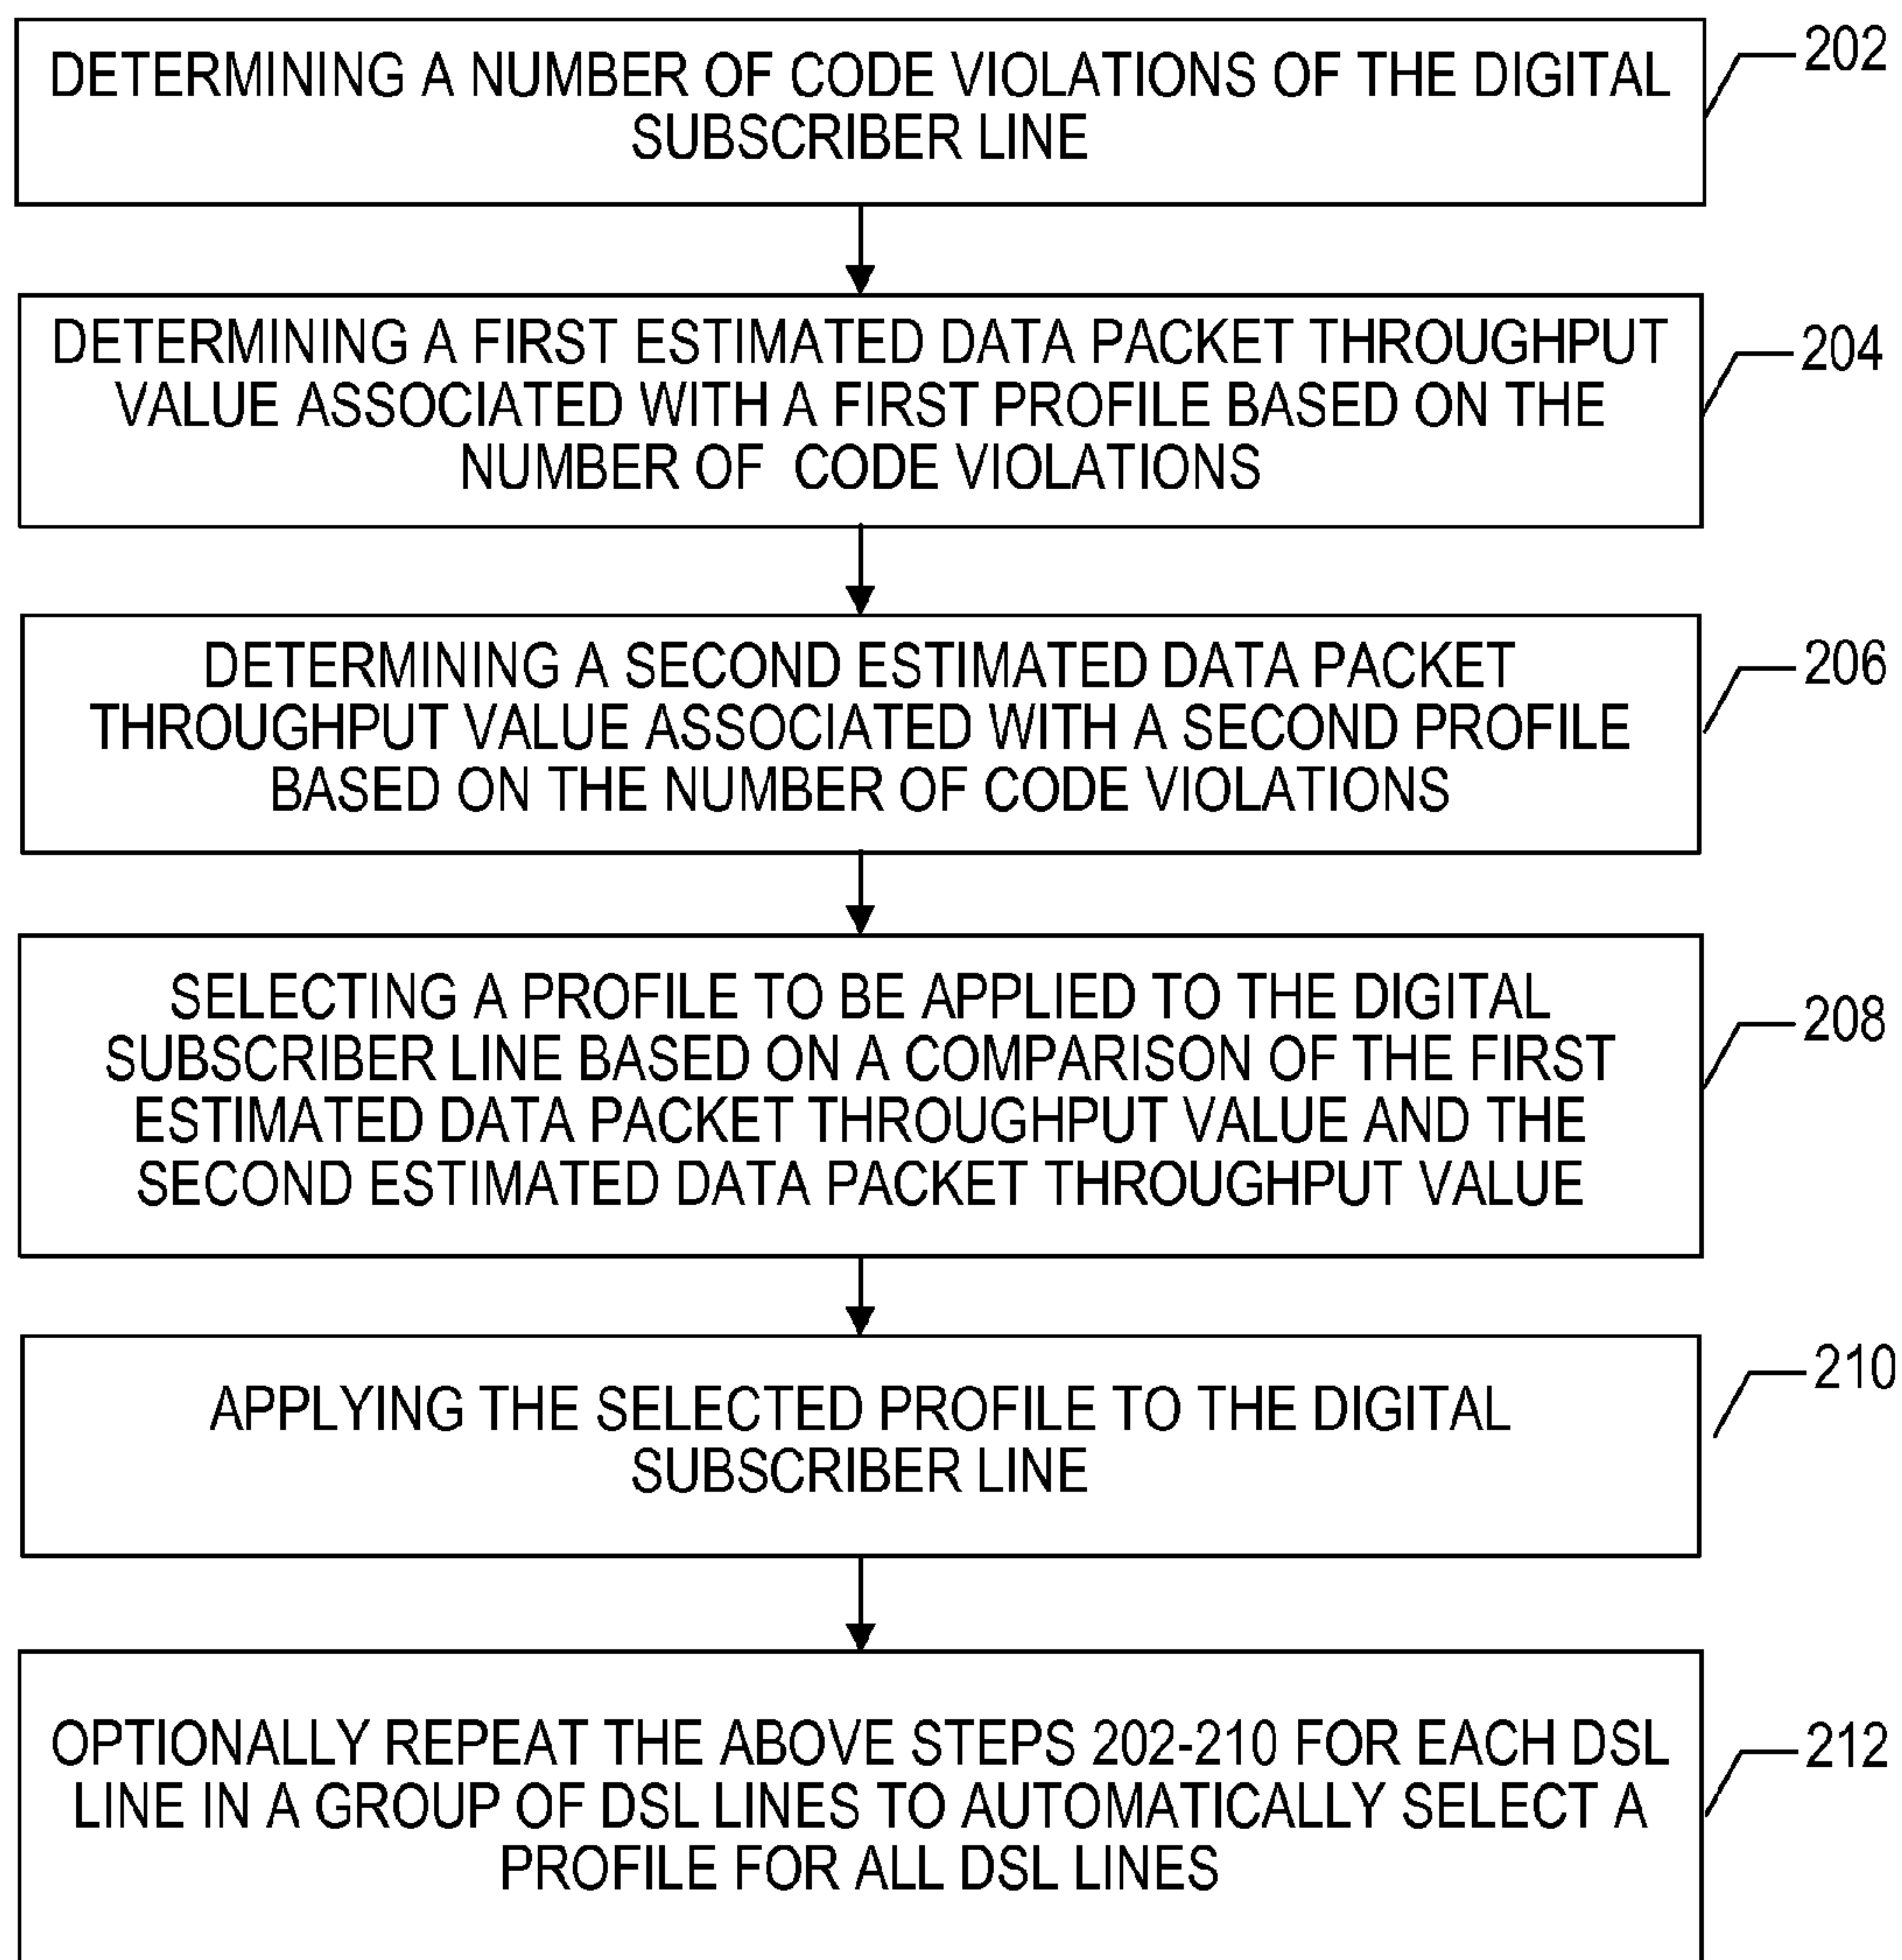 DETERMINING A NUMBER OF CODE VIOLATIONS OF THE DIGITAL
SUBSCRIBER LINE
202
DETERMINING A FIRST ESTIMATED DATA PACKET THROUGHPUT
VALUE ASSOCIATED WITH A FIRST PROFILE BASED ON THE
NUMBER OF CODE VIOLATIONS
204
DETERMINING A SECOND ESTIMATED DATA PACKET
THROUGHPUT VALUE ASSOCIATED WITH A SECOND PROFILE
BASED ON THE NUMBER OF CODE VIOLATIONS
206
SELECTING A PROFILE TO BE APPLIED TO THE DIGITAL
SUBSCRIBER LINE BASED ON A COMPARISON OF THE FIRST
ESTIMATED DATA PACKET THROUGHPUT VALUE AND THE
SECOND ESTIMATED DATA PACKET THROUGHPUT VALUE
208
APPLYING THE SELECTED PROFILE TO THE DIGITAL
SUBSCRIBER LINE
210
OPTIONALLY REPEAT THE ABOVE STEPS 202-210 FOR EACH DSL
LINE IN A GROUP OF DSL LINES TO AUTOMATICALLY SELECT A
PROFILE FOR ALL DSL LINES
212